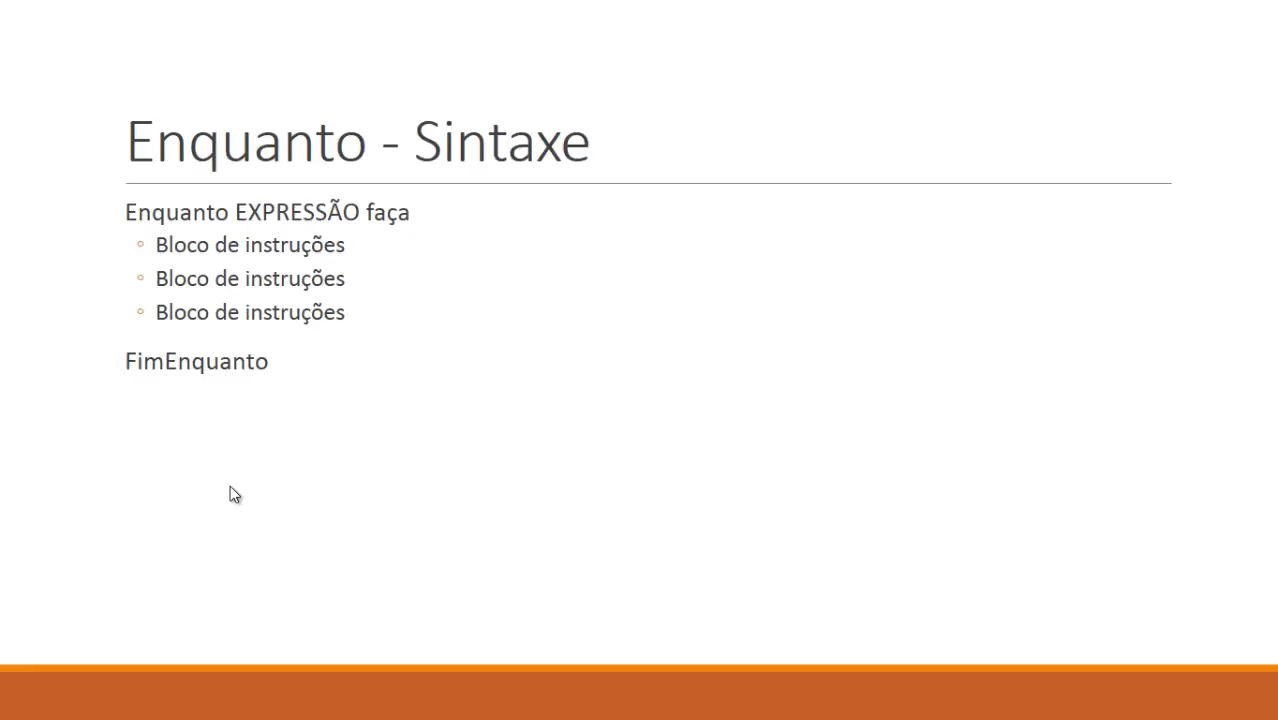 Enquanto - Sintaxe
Enquanto EXPRESSÃO faça
◦ Bloco de instruções
◦ Bloco de instruções
◦ Bloco de instruções
FimEnquanto